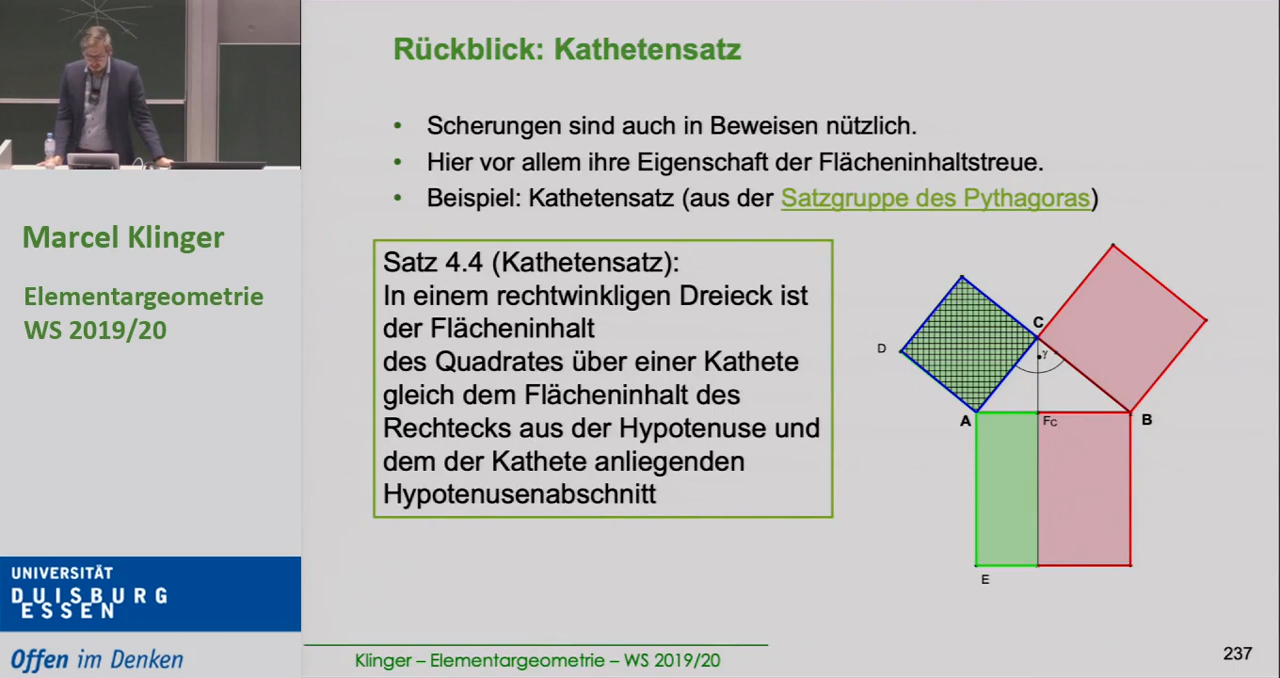 Rückblick: Kathetensatz
• Scherungen sind auch in Beweisen nützlich.
• Hier vor allem ihre Eigenschaft der Flächeninhaltstreue.
• Beispiel: Kathetensatz (aus der Satzgruppe des Pythagoras)
Marcel Klinger
Elementargeometrie
WS 2019/20
Satz 4.4 (Kathetensatz):
In einem rechtwinkligen Dreieck ist
der Flächeninhalt
des Quadrates über einer Kathete
gleich dem Flächeninhalt des
Rechtecks aus der Hypotenuse und
dem der Kathete anliegenden
Hypotenusenabschnitt
C
D
γ
A
Fc
B
E
UNIVERSITÄT
DUISBURG
ESSEN
Offen im Denken
Klinger – Elementargeometrie – WS 2019/20
237